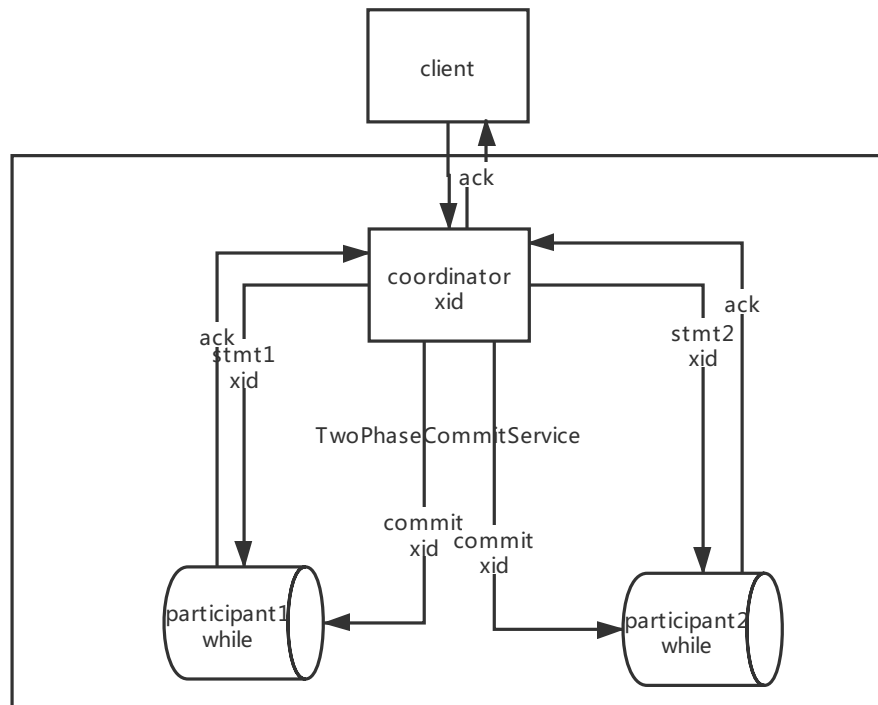 client
ack
coordinator
xid
ack
stmt1
xid
stmt2
xid
ack
TwoPhaseCommitService
commit
xid
commit
xid
participant1
while
participant2
while